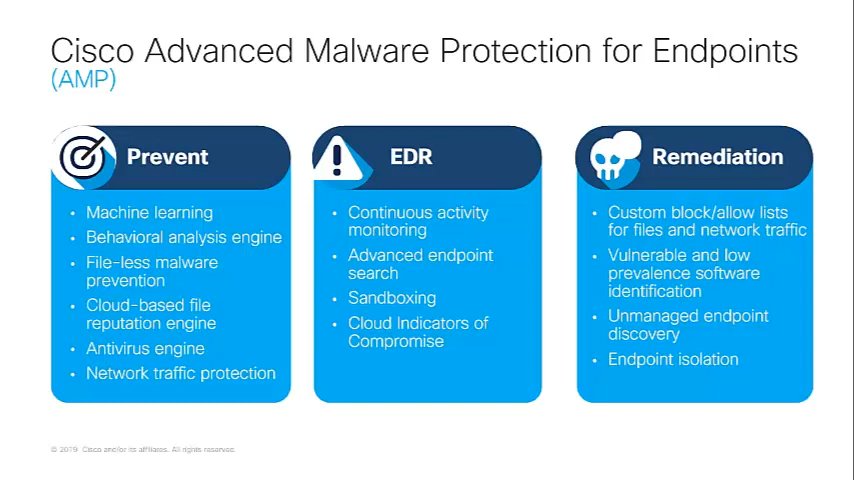 Cisco Advanced Malware Protection for Endpoints
(AMP)
Prevent
• Machine learning
• Behavioral analysis engine
• File-less malware
prevention
• Cloud-based file
reputation engine
• Antivirus engine
• Network traffic protection
EDR
• Continuous activity
monitoring
• Advanced endpoint
search
• Sandboxing
• Cloud Indicators of
Compromise
Remediation
• Custom block/allow lists
for files and network traffic
• Vulnerable and low
prevalence software
identification
• Unmanaged endpoint
discovery
• Endpoint isolation
© 2019 Cisco and/or its affiliates. All rights reserved.